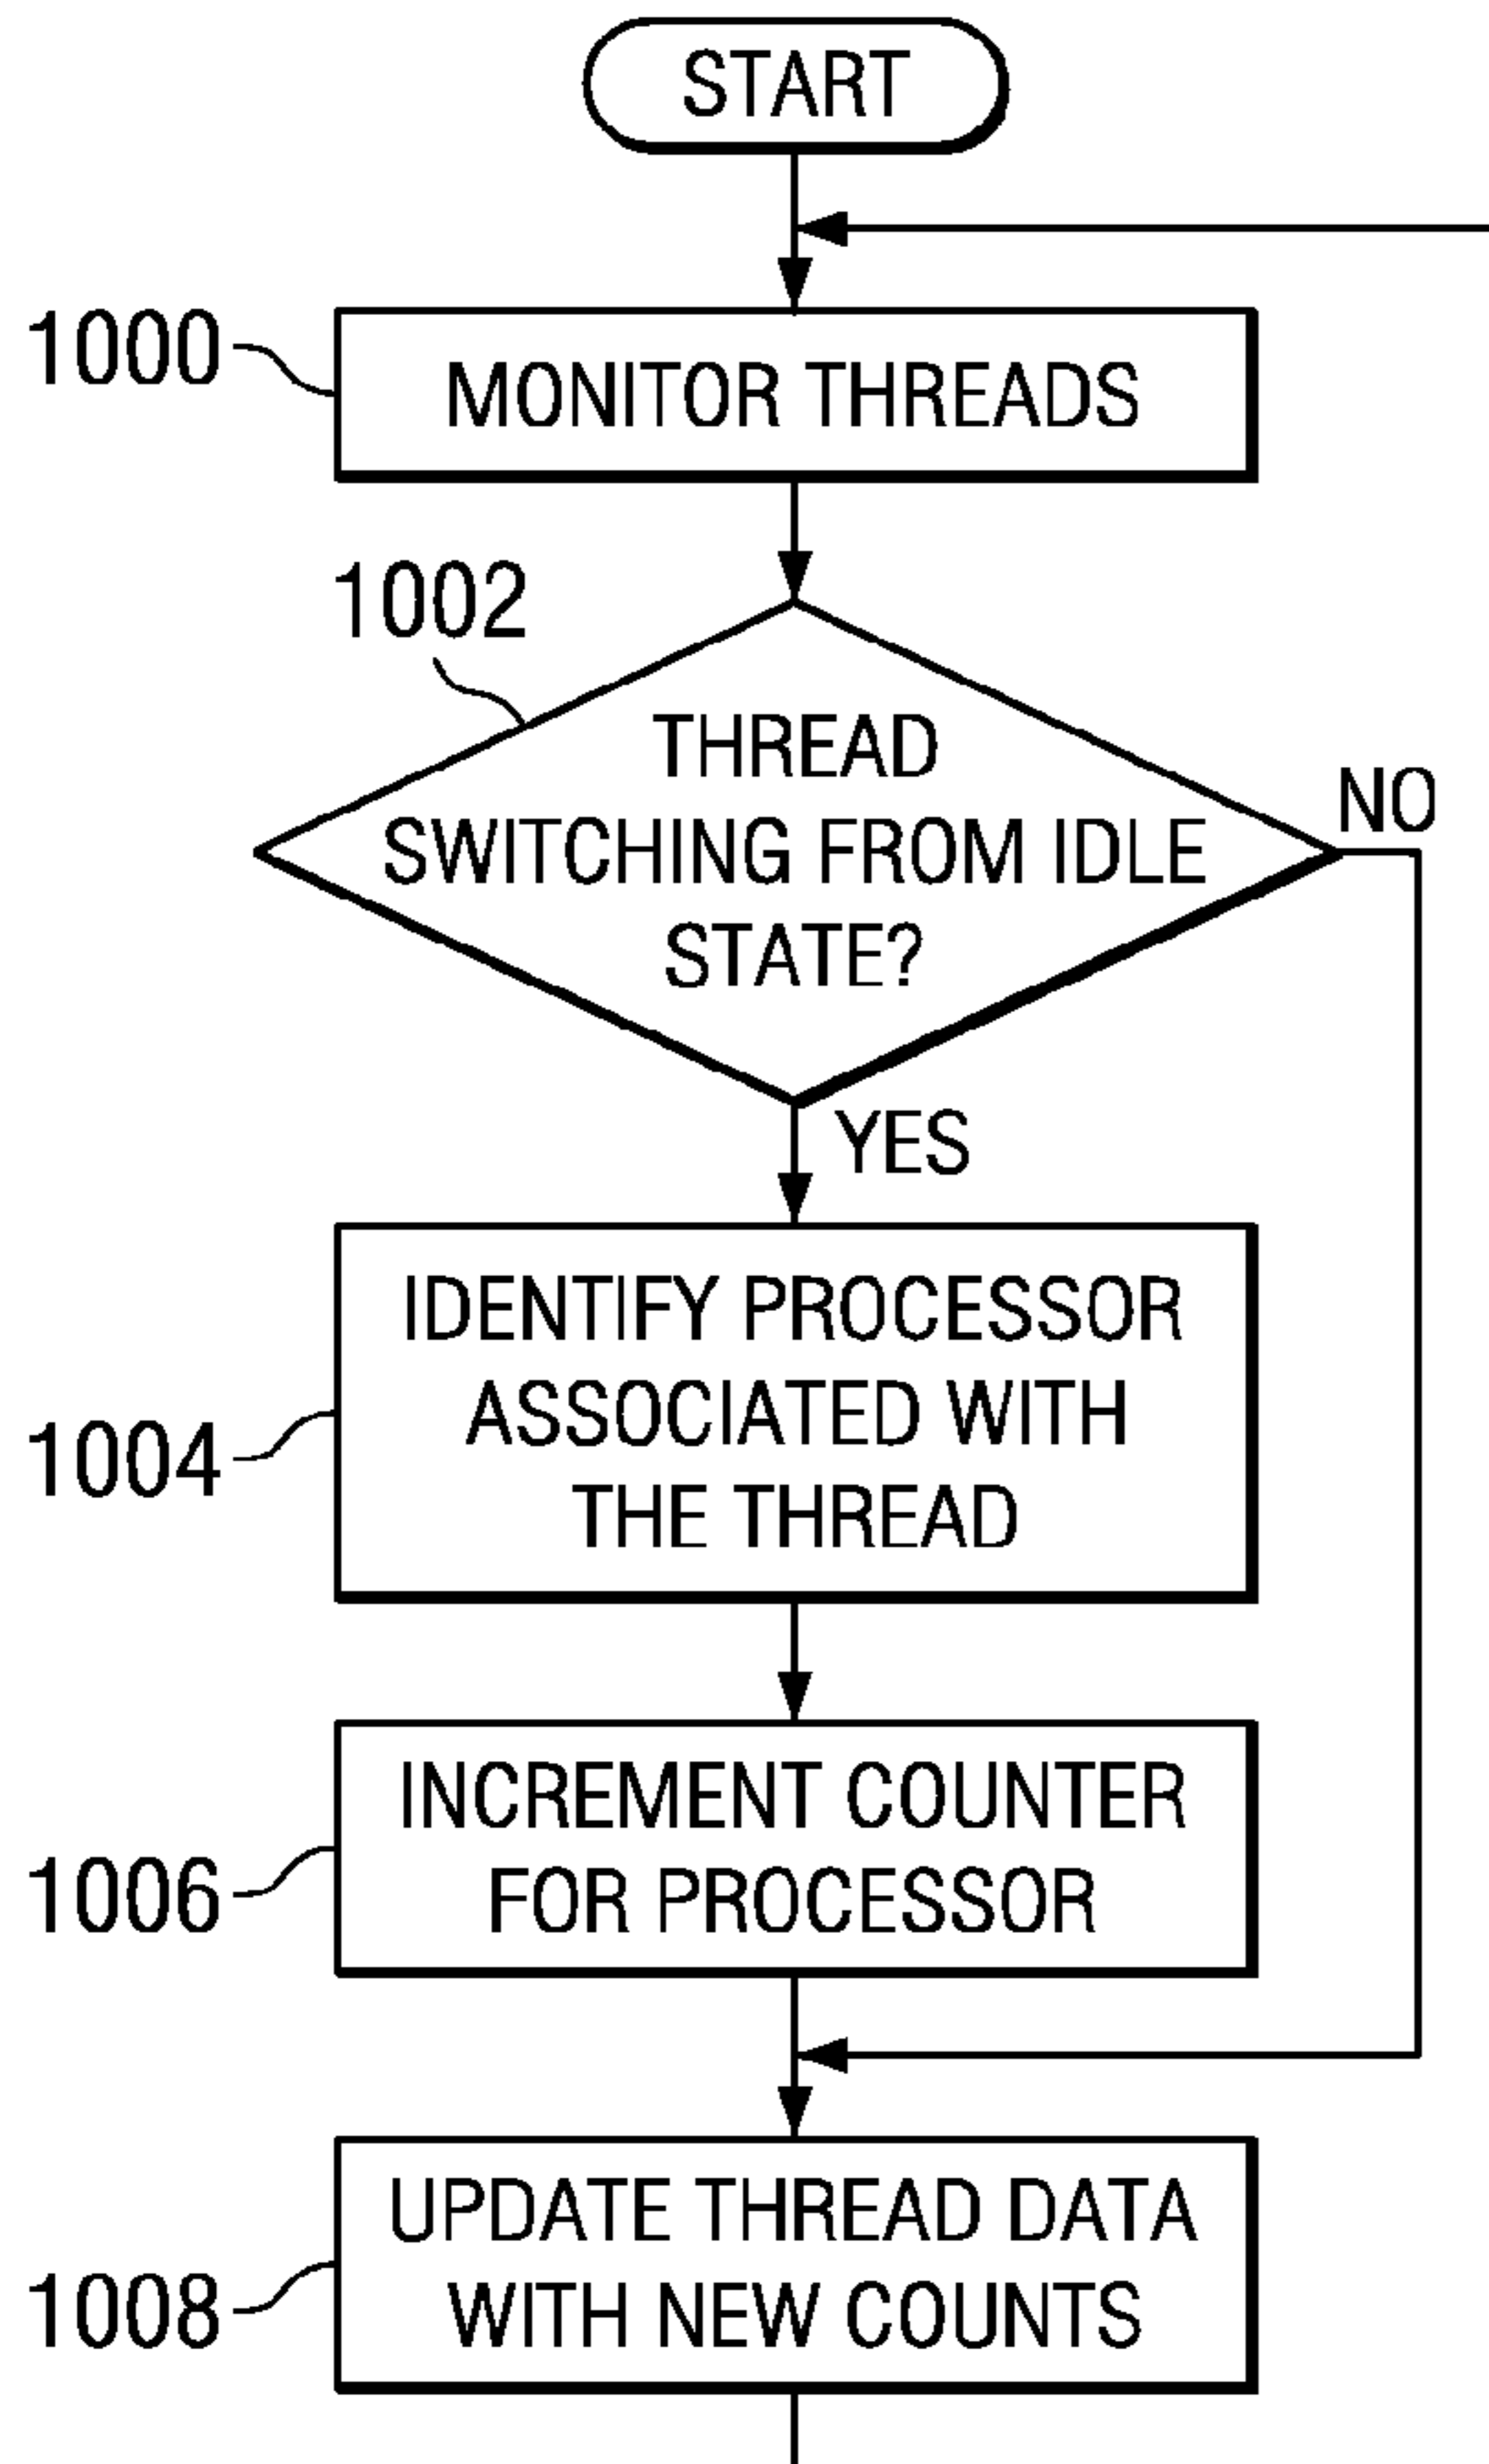 START
1000
MONITOR THREADS
1002
THREAD
SWITCHING FROM IDLE
STATE?
NO
YES
1004
IDENTIFY PROCESSOR
ASSOCIATED WITH
THE THREAD
1006
INCREMENT COUNTER
FOR PROCESSOR
1008
UPDATE THREAD DATA
WITH NEW COUNTS